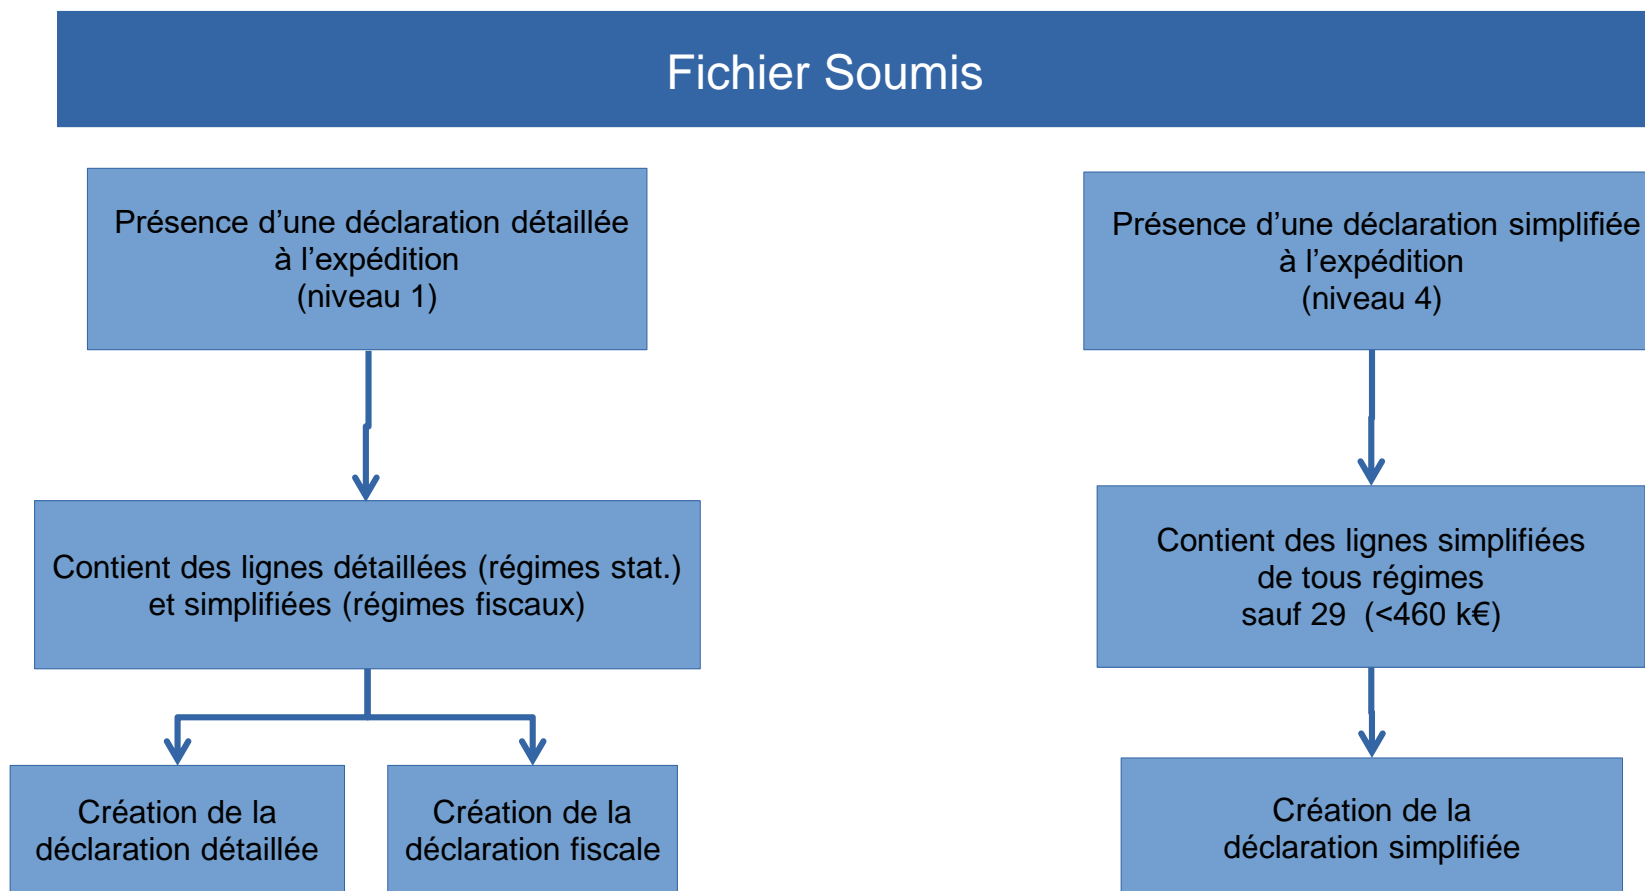 Fichier Soumis
Présence d’une déclaration détaillée
à l’expédition
(niveau 1)
Présence d’une déclaration simplifiée
à l’expédition
(niveau 4)
Contient des lignes détaillées (régimes stat.)
et simplifiées (régimes fiscaux)
Contient des lignes simplifiées
de tous régimes
sauf 29 (<460 k€)
Création de la
déclaration détaillée
Création de la
déclaration fiscale
Création de la
déclaration simplifiée